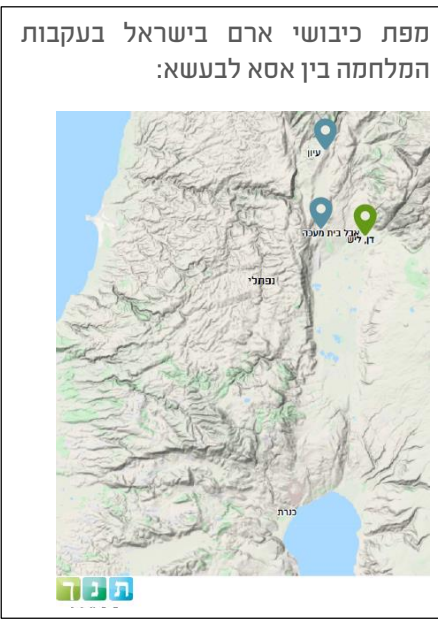 מפת כיבושי ארם בישראל בעקבות
המלחמה בין אסא לבעשא:
עיון
אבל בית מעכה
דן, ליש
נפתלי
כנרת
תנך